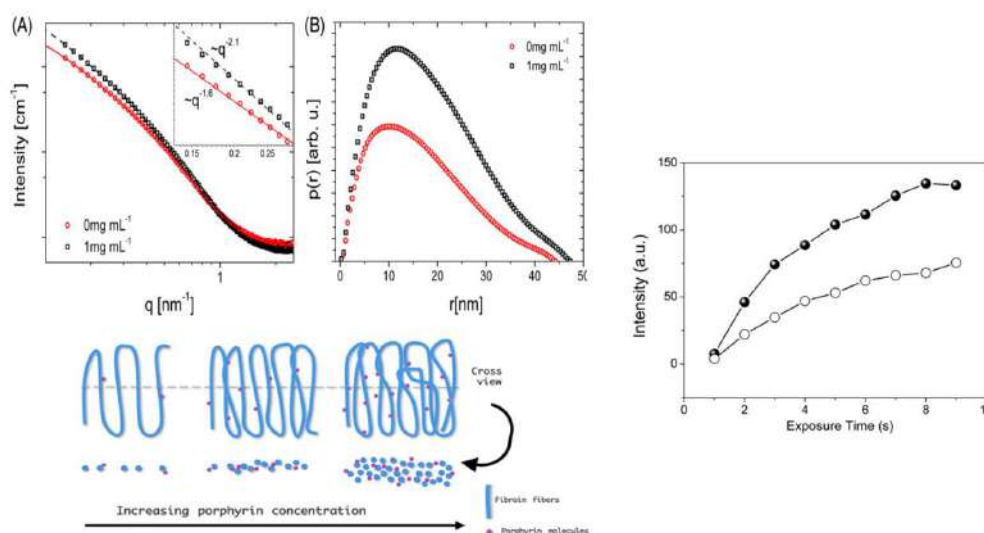 (A)
~q-2.1
~q-1.6
0.15 0.2 0.25
Intensity [cm-1]
0mg mL-1
1mg mL-1
1
q [nm-1]
(B)
0mg mL-1
1mg mL-1
p(r) [arb. u.]
0 10 20 30 40 50
r[nm]
Cross
view
Increasing porphyrin concentration
Fibroin fibers
Porphyrin molecules
150
100
50
0
Intensity (a.u.)
0 2 4 6 8 10
Exposure Time (s)